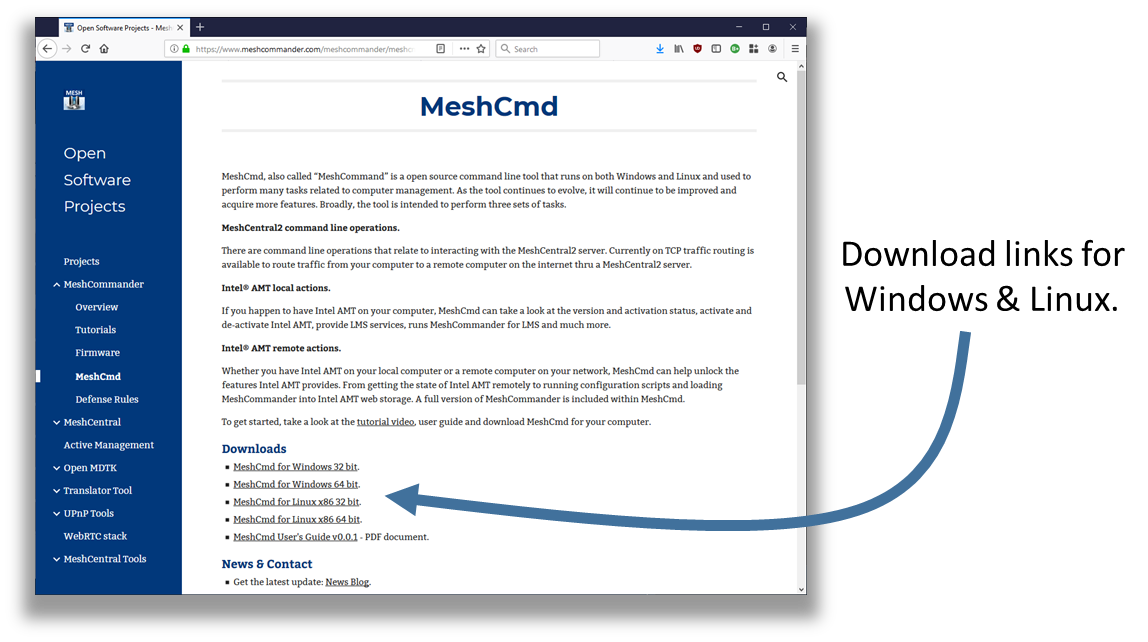 Open Software Projects - Mesh
https://www.meshcommander.com/meshcommander/meshc
Search
MESH
Open
Software
Projects
Projects
MeshCommander
Overview
Tutorials
Firmware
MeshCmd
Defense Rules
MeshCentral
Active Management
Open MDTK
Translator Tool
UPnP Tools
WebRTC stack
MeshCentral Tools
MeshCmd
MeshCmd, also called “MeshCommand” is a open source command line tool that runs on both Windows and Linux and used to
perform many tasks related to computer management. As the tool continues to evolve, it will continue to be improved and
acquire more features. Broadly, the tool is intended to perform three sets of tasks.
MeshCentral2 command line operations.
There are command line operations that relate to interacting with the MeshCentral2 server. Currently on TCP traffic routing is
available to route traffic from your computer to a remote computer on the internet thru a MeshCentral2 server.
Intel® AMT local actions.
If you happen to have Intel AMT on your computer, MeshCmd can take a look at the version and activation status, activate and
de-activate Intel AMT, provide LMS services, runs MeshCommander for LMS and much more.
Intel® AMT remote actions.
Whether you have Intel AMT on your local computer or a remote computer on your network, MeshCmd can help unlock the
features Intel AMT provides. From getting the state of Intel AMT remotely to running configuration scripts and loading
MeshCommander into Intel AMT web storage. A full version of MeshCommander is included within MeshCmd.
To get started, take a look at the tutorial video, user guide and download MeshCmd for your computer.
Downloads
▪ MeshCmd for Windows 32 bit.
▪ MeshCmd for Windows 64 bit.
▪ MeshCmd for Linux x86 32 bit.
▪ MeshCmd for Linux x86 64 bit.
▪ MeshCmd User's Guide v0.0.1 - PDF document.
News & Contact
▪ Get the latest update: News Blog.
Download links for
Windows & Linux.